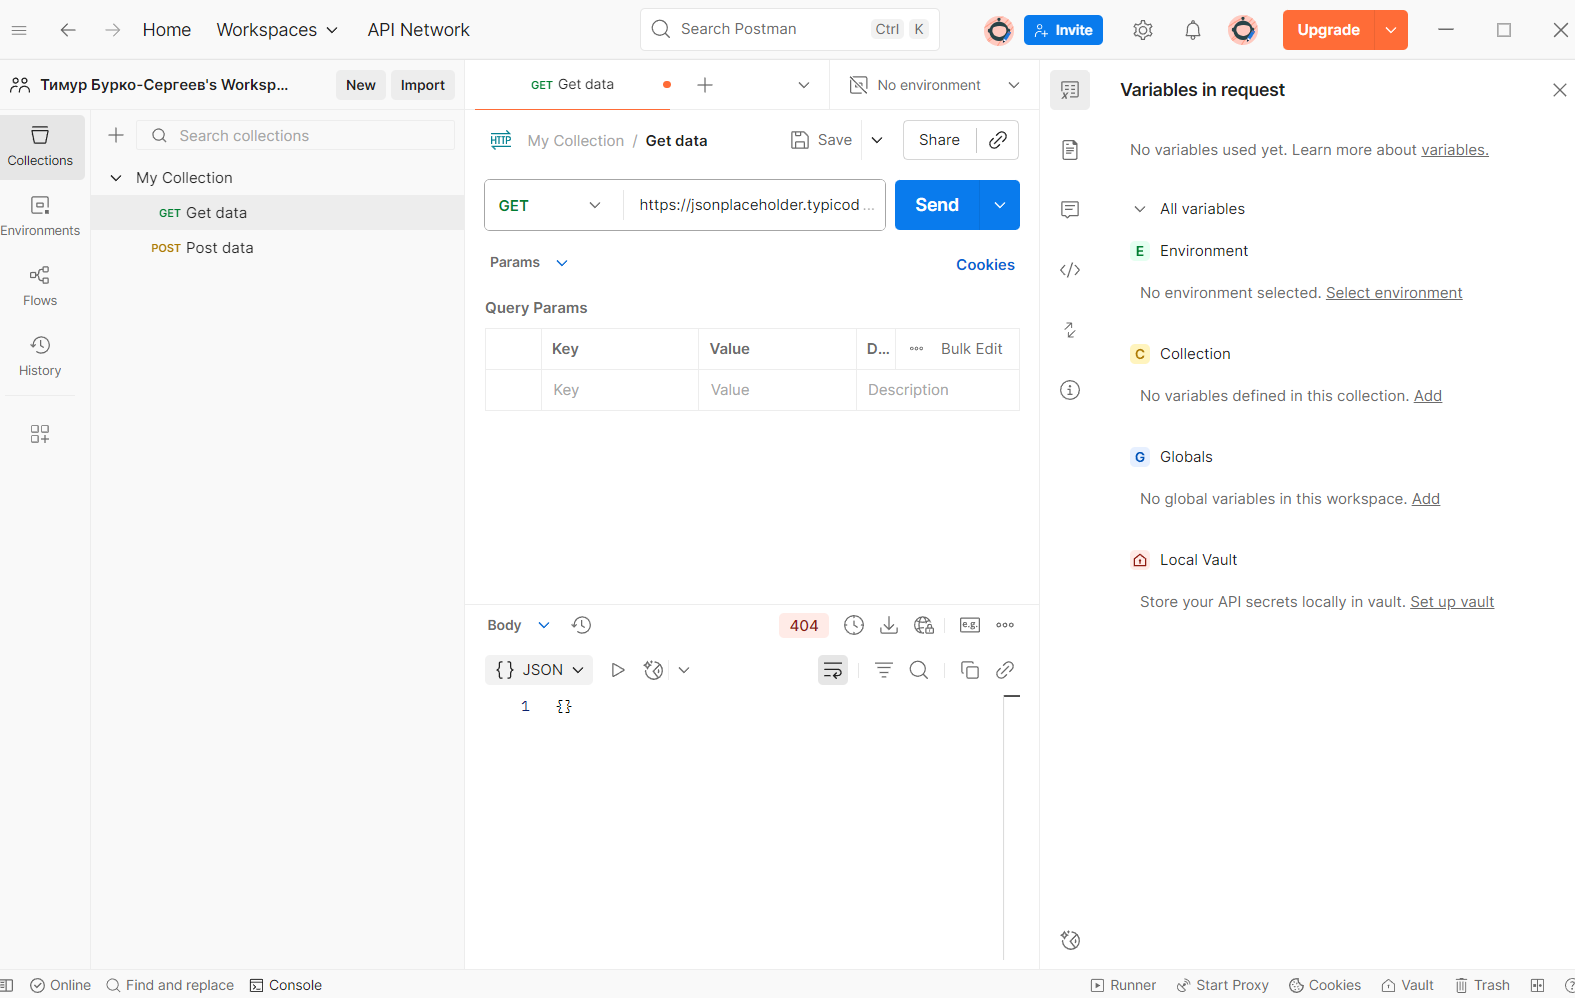 Home Workspaces API Network Search Postman Ctrl K Invite Upgrade
Тимур Бурко-Сергеев's Worksp... New Import
GET Get data No environment
Variables in request
Collections
Environments
Flows
History
Search collections
My Collection
GET Get data
POST Post data
HTTP My Collection / Get data Save Share
GET https://jsonplaceholder.typicod ... Send
Params Cookies
Query Params
Key Value D... Bulk Edit
Key Value Description
Body 404 e.g.
{} JSON
1 {}
No variables used yet. Learn more about variables.
All variables
E Environment
No environment selected. Select environment
C Collection
No variables defined in this collection. Add
G Globals
No global variables in this workspace. Add
Local Vault
Store your API secrets locally in vault. Set up vault
Online Find and replace Console Runner Start Proxy Cookies Vault Trash